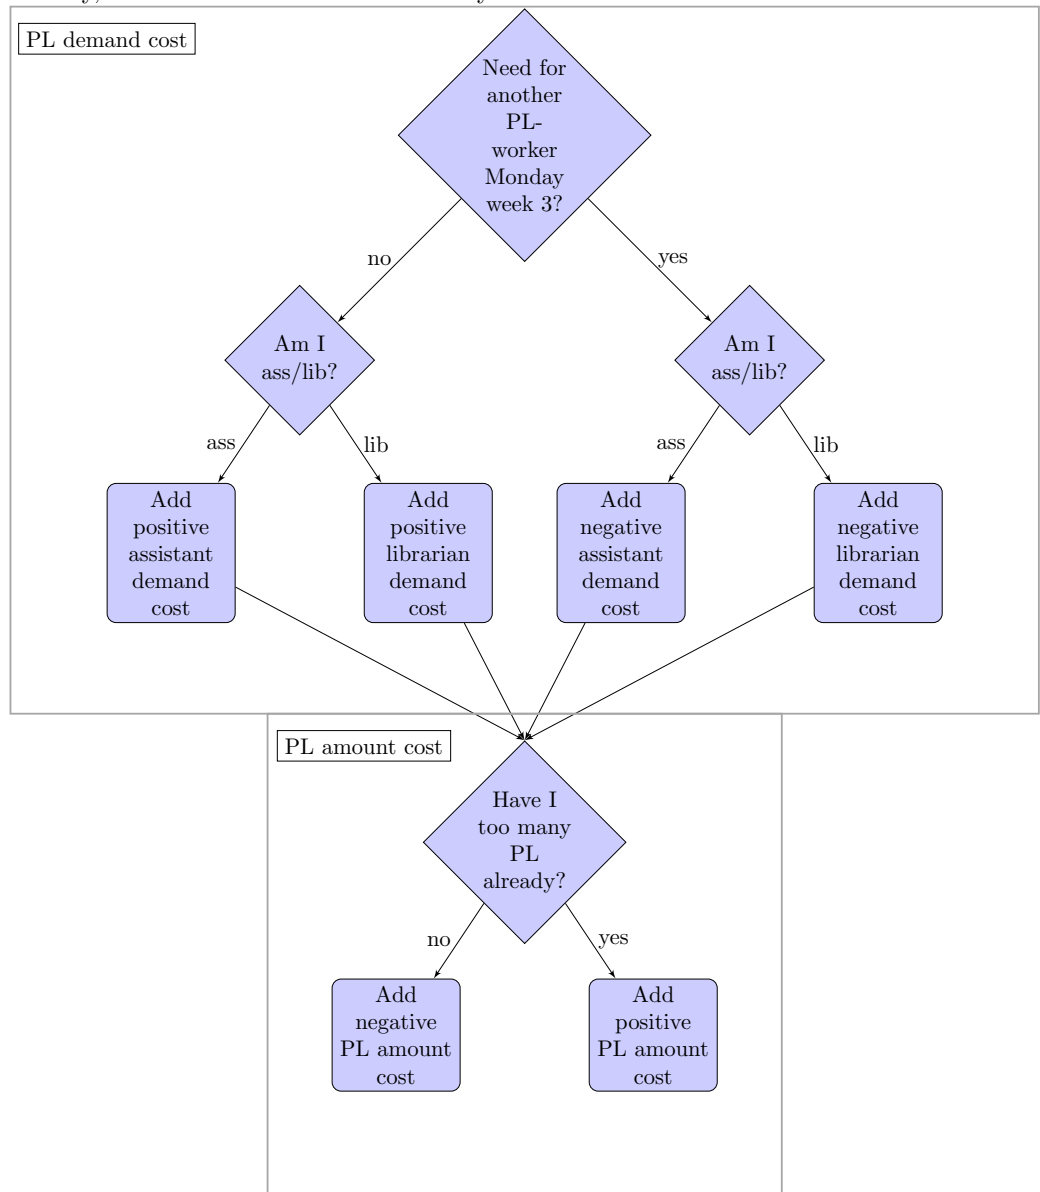 PL demand cost
Need for
another
PL-
worker
Monday
week 3?
no
yes
Am I
ass/lib?
Am I
ass/lib?
ass
lib
ass
lib
Add
positive
assistant
demand
cost
Add
positive
librarian
demand
cost
Add
negative
assistant
demand
cost
Add
negative
librarian
demand
cost
PL amount cost
Have I
too many
PL
already?
no
yes
Add
negative
PL amount
cost
Add
positive
PL amount
cost